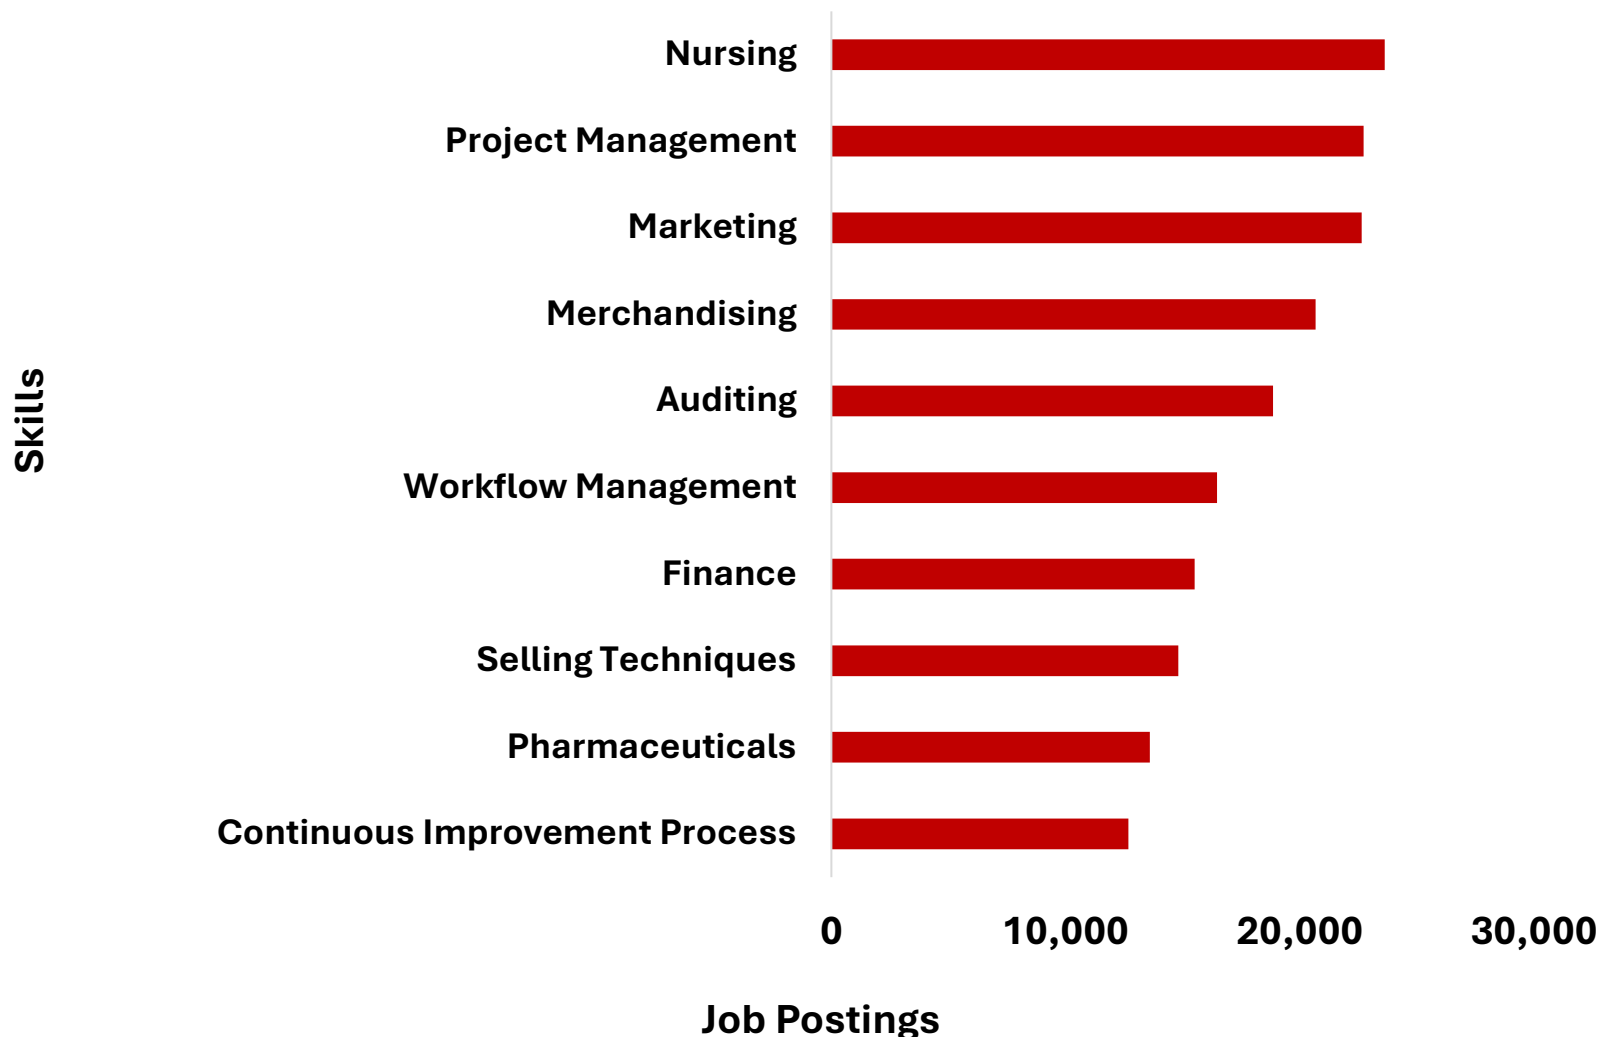 Nursing
Project Management
Marketing
Merchandising
Auditing
Workflow Management
Finance
Selling Techniques
Pharmaceuticals
Continuous Improvement Process
Skills
0 10,000 20,000 30,000
Job Postings